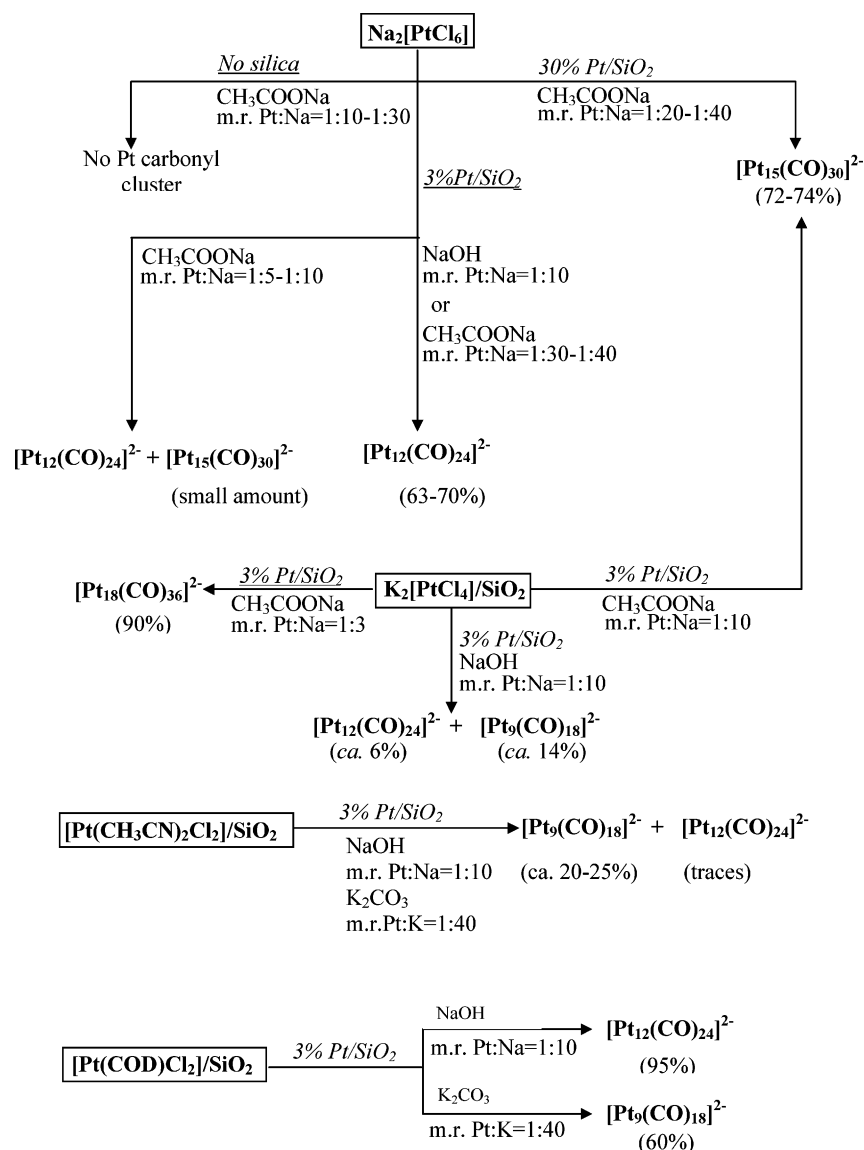 Na2[PtCl6]
No silica
CH3COONa
m.r. Pt:Na=1:10-1:30
30% Pt/SiO2
CH3COONa
m.r. Pt:Na=1:20-1:40
No Pt carbonyl
cluster
[Pt15(CO)30]2-
(72-74%)
3%Pt/SiO2
CH3COONa
m.r. Pt:Na=1:5-1:10
NaOH
m.r. Pt:Na=1:10
or
CH3COONa
m.r. Pt:Na=1:30-1:40
[Pt12(CO)24]2- + [Pt15(CO)30]2-
(small amount)
[Pt12(CO)24]2-
(63-70%)
[Pt18(CO)36]2-
(90%)
3% Pt/SiO2
CH3COONa
m.r. Pt:Na=1:3
K2[PtCl4]/SiO2
3% Pt/SiO2
CH3COONa
m.r. Pt:Na=1:10
3% Pt/SiO2
NaOH
m.r. Pt:Na=1:10
[Pt12(CO)24]2- + [Pt9(CO)18]2-
(ca. 6%) (ca. 14%)
[Pt(CH3CN)2Cl2]/SiO2
3% Pt/SiO2
NaOH
m.r. Pt:Na=1:10
K2CO3
m.r.Pt:K=1:40
[Pt9(CO)18]2- + [Pt12(CO)24]2-
(ca. 20-25%) (traces)
[Pt(COD)Cl2]/SiO2
3% Pt/SiO2
NaOH
m.r. Pt:Na=1:10
[Pt12(CO)24]2-
(95%)
K2CO3
m.r. Pt:K=1:40
[Pt9(CO)18]2-
(60%)